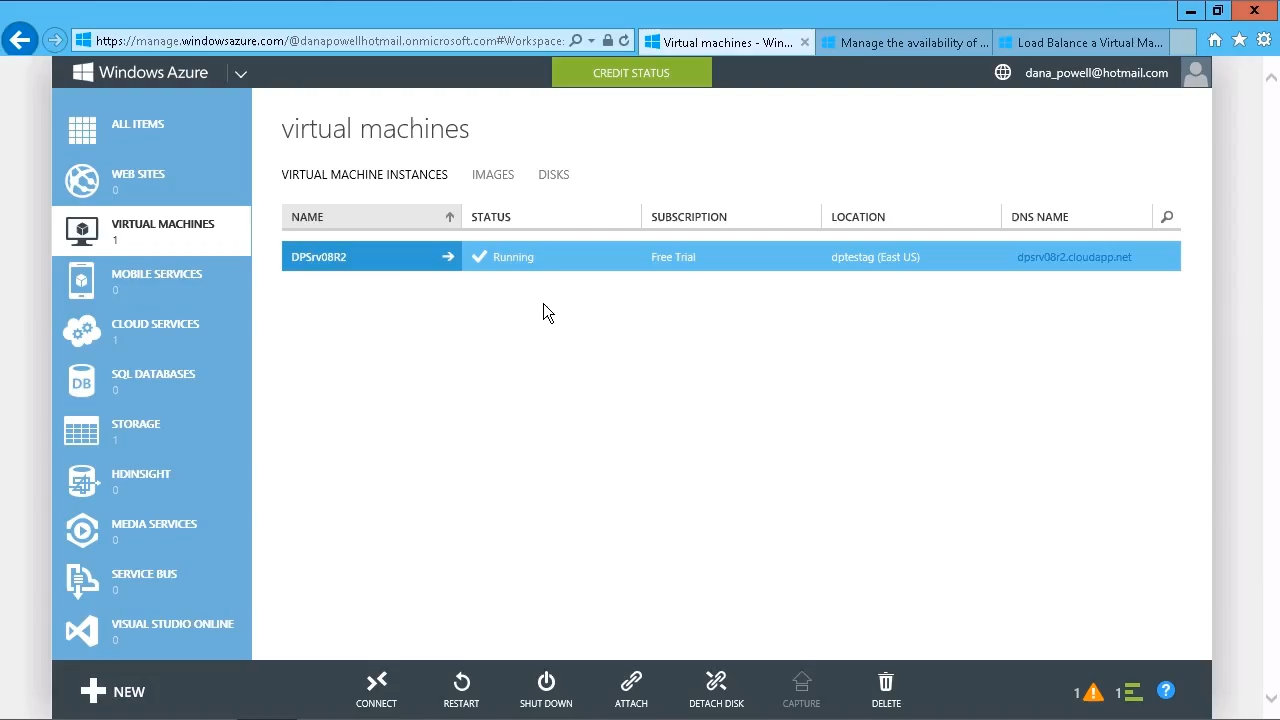 https://manage.windowsazure.com/@danapowellhotmail.onmicrosoft.com#Workspace:
Virtual machines - Win...
Manage the availability of ...
Load Balance a Virtual Ma...
Windows Azure
CREDIT STATUS
dana_powell@hotmail.com
ALL ITEMS
WEB SITES
0
VIRTUAL MACHINES
1
MOBILE SERVICES
0
CLOUD SERVICES
1
SQL DATABASES
0
DB
STORAGE
1
HDINSIGHT
0
MEDIA SERVICES
0
SERVICE BUS
0
VISUAL STUDIO ONLINE
0
virtual machines
VIRTUAL MACHINE INSTANCES IMAGES DISKS
NAME STATUS SUBSCRIPTION LOCATION DNS NAME
DPSrv08R2 Running Free Trial dptestag (East US) dpsrv08r2.cloudapp.net
NEW
CONNECT
RESTART
SHUT DOWN
ATTACH
DETACH DISK
CAPTURE
DELETE
1
1
?